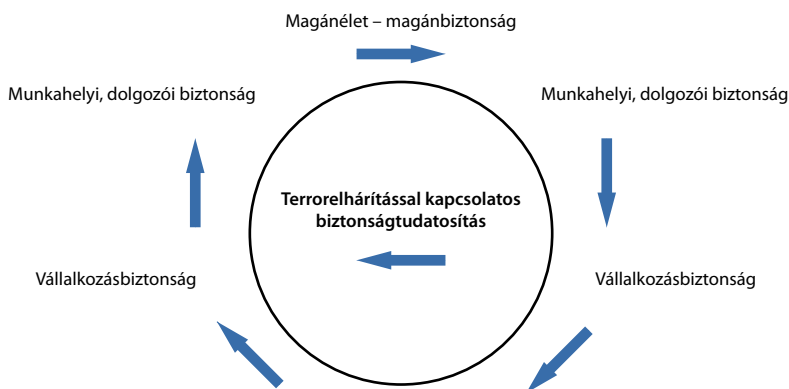 Magánélet – magánbiztonság
Munkahelyi, dolgozói biztonság
Munkahelyi, dolgozói biztonság
Terrorelhárítással kapcsolatos
biztonságtudatosítás
Vállalkozásbiztonság
Vállalkozásbiztonság